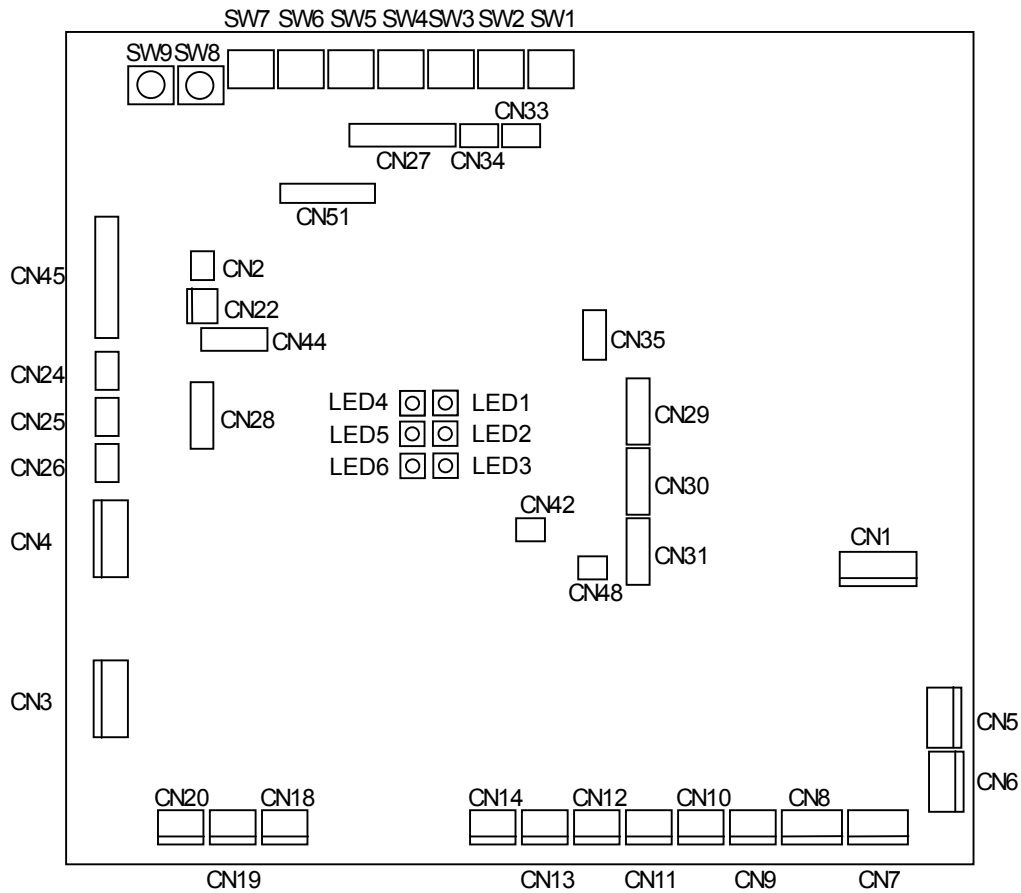 SW7 SW6 SW5 SW4 SW3 SW2 SW1
SW9 SW8
CN33
CN27 CN34
CN51
CN45
CN2
CN22
CN44
CN35
CN24
CN25
CN28
LED4 LED1
CN29
LED5 LED2
CN26
LED6 LED3
CN30
CN42
CN4
CN1
CN31
CN48
CN3
CN5
CN6
CN20 CN18 CN14 CN12 CN10 CN8
CN19 CN13 CN11 CN9 CN7